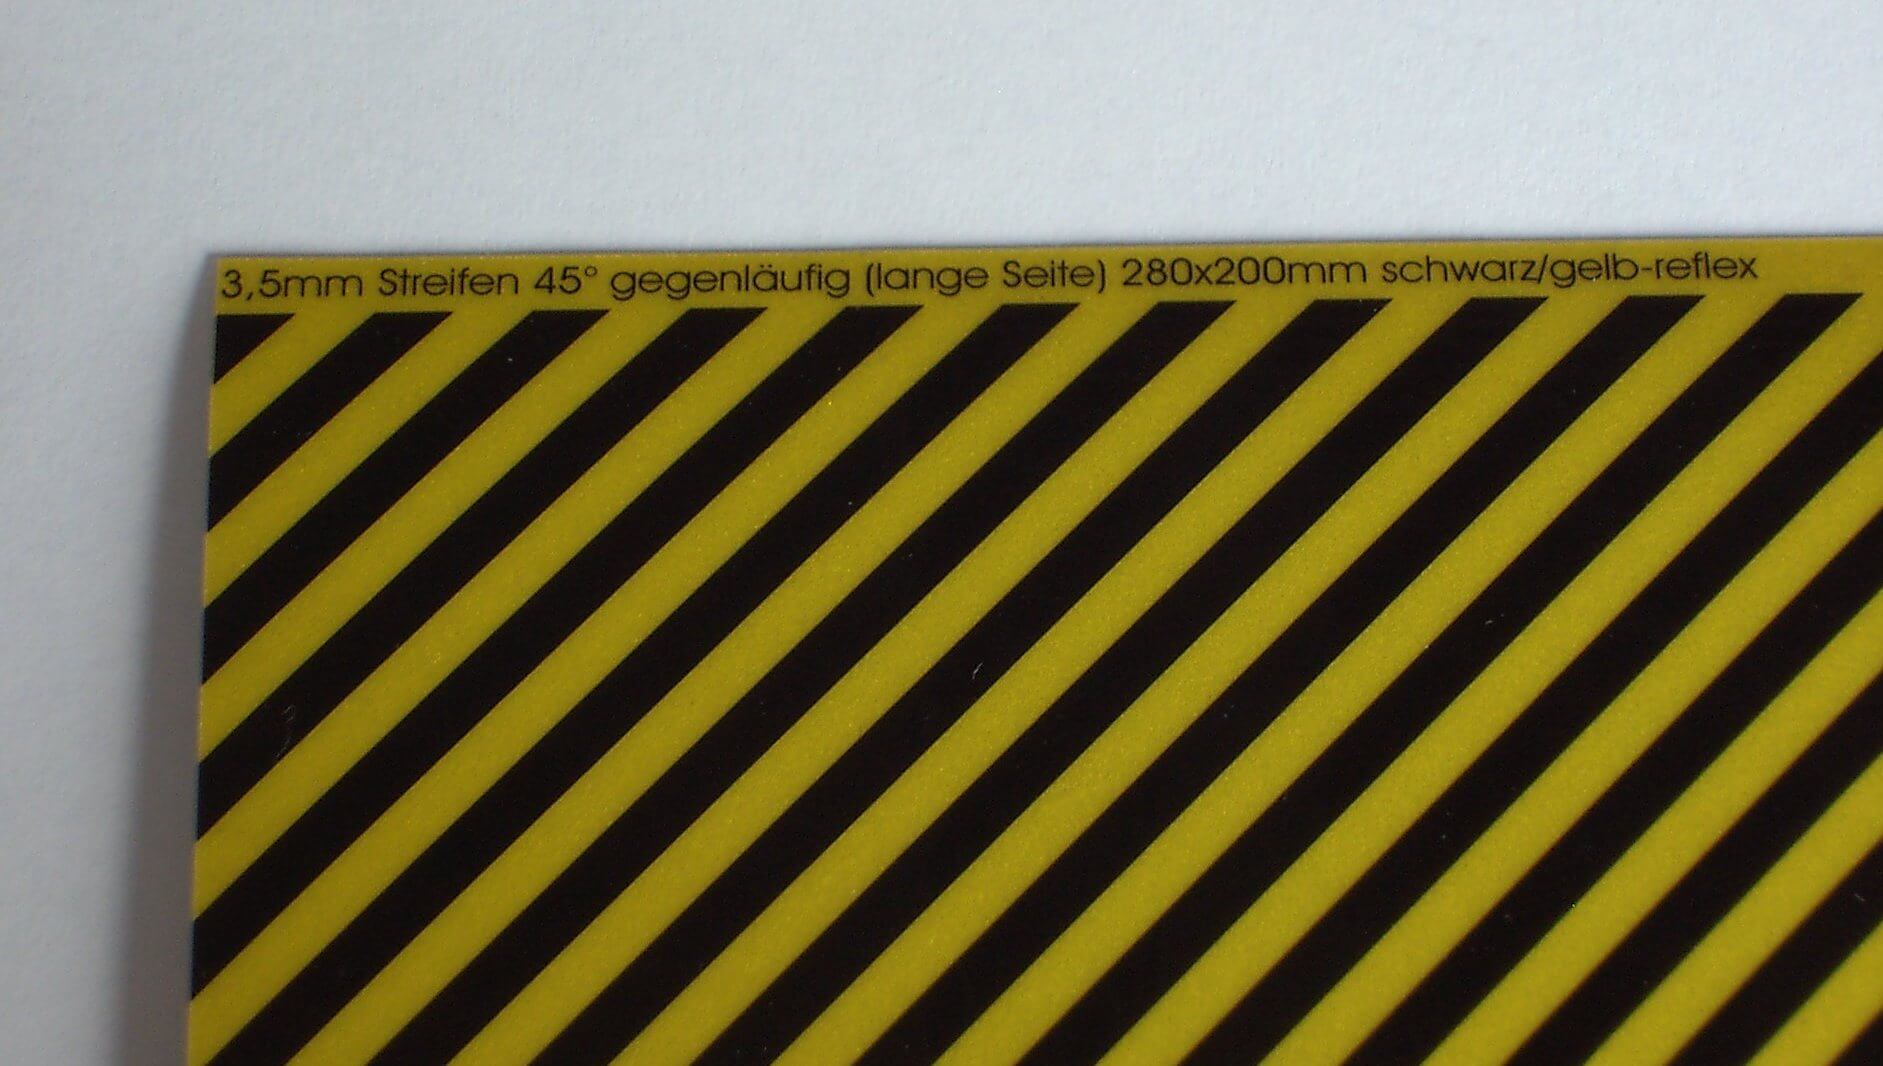 3,5mm Streifen 45° gegenläufig (lange Seite) 280x200mm schwarz/gelb-reflex